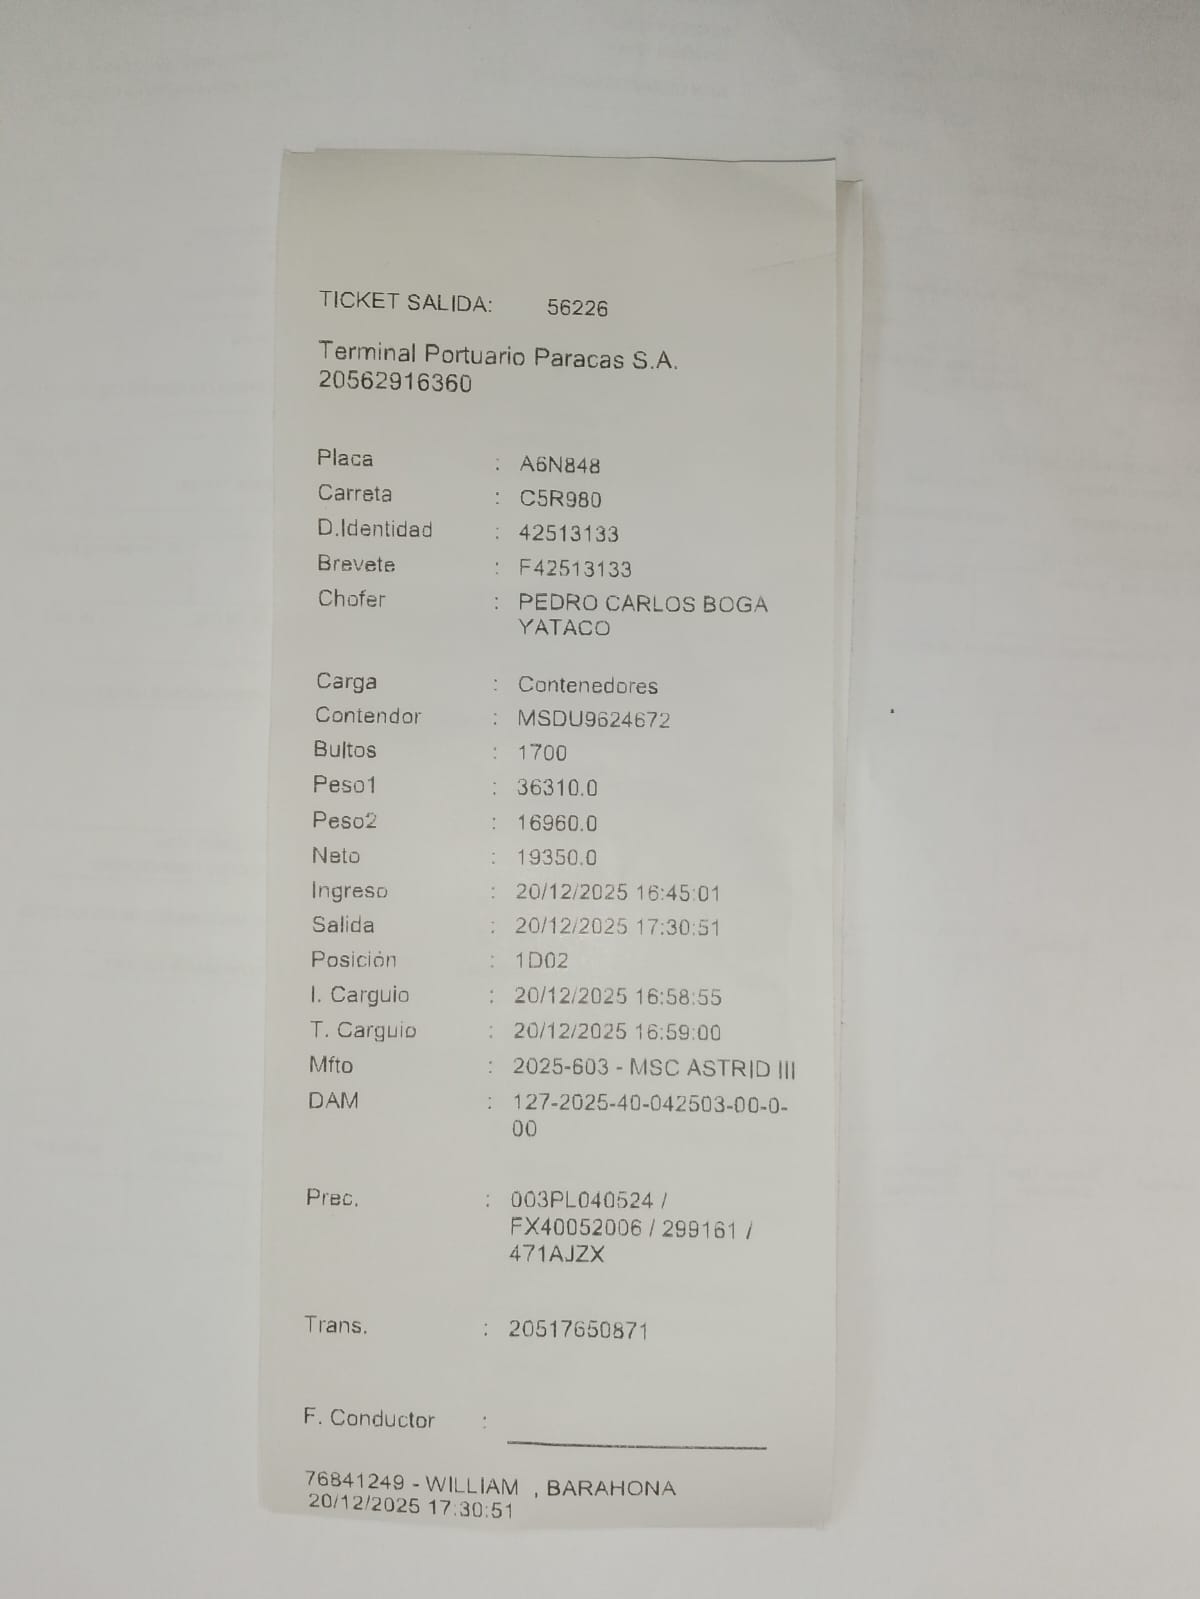 TICKET SALIDA: 56226
Terminal Portuario Paracas S.A.
20562916360
Placa : A6N848
Carreta : C5R980
D.Identidad : 42513133
Brevete : F42513133
Chofer : PEDRO CARLOS BOGA
YATACO
Carga : Contenedores
Contendor : MSDU9624672
Bultos : 1700
Peso1 : 36310.0
Peso2 : 16960.0
Neto : 19350.0
Ingreso : 20/12/2025 16:45:01
Salida : 20/12/2025 17:30:51
Posición : 1D02
I. Carguio : 20/12/2025 16:58:55
T. Carguio : 20/12/2025 16:59:00
Mfto : 2025-603 - MSC ASTRID III
DAM : 127-2025-40-042503-00-0-
00
Prec. : 003PL040524 /
FX40052006 / 299161 /
471AJZX
Trans. : 20517650871
F. Conductor :
76841249 - WILLIAM , BARAHONA
20/12/2025 17:30:51